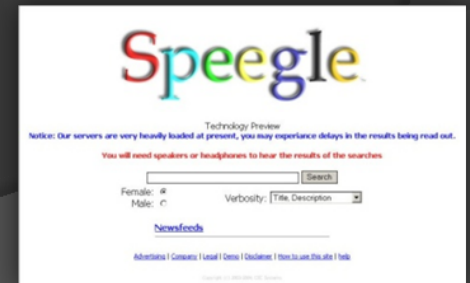 Speegle
Technology Preview
Notice: Our servers are very heavily loaded at present, you may experiance delays in the results being read out.
You will need speakers or headphones to hear the results of the searches
Search
Female:
Male:
Verbosity: Title, Description
Newsfeeds
Advertising | Company | Legal | Demo | Disclaimer | How to use this site | help